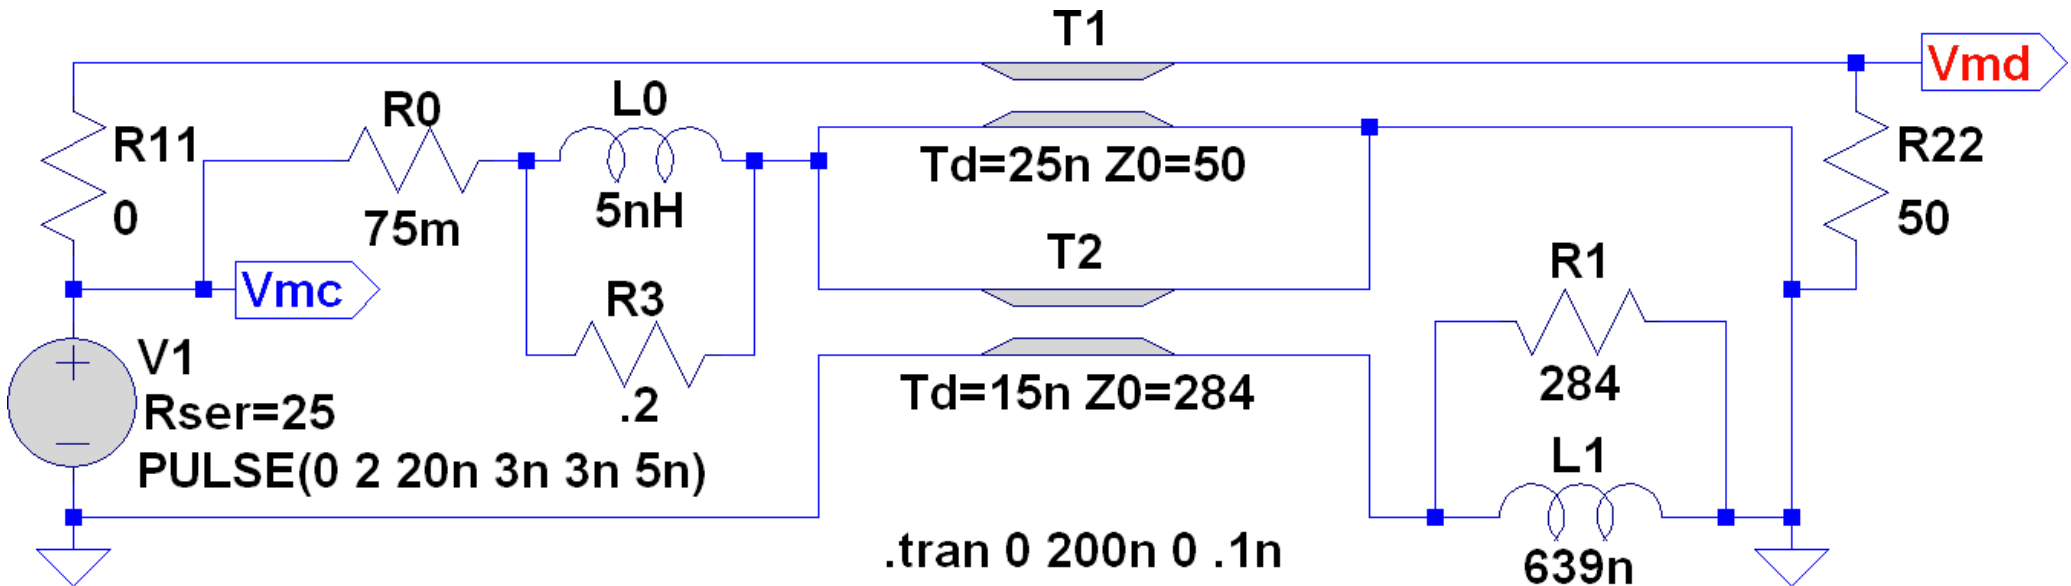 T1
Vmd
R0
L0
R11
0
75m
5nH
Td=25n Z0=50
R22
50
Vmc
T2
R1
R3
V1
Rser=25
PULSE(0 2 20n 3n 3n 5n)
.2
Td=15n Z0=284
284
L1
639n
.tran 0 200n 0 .1n